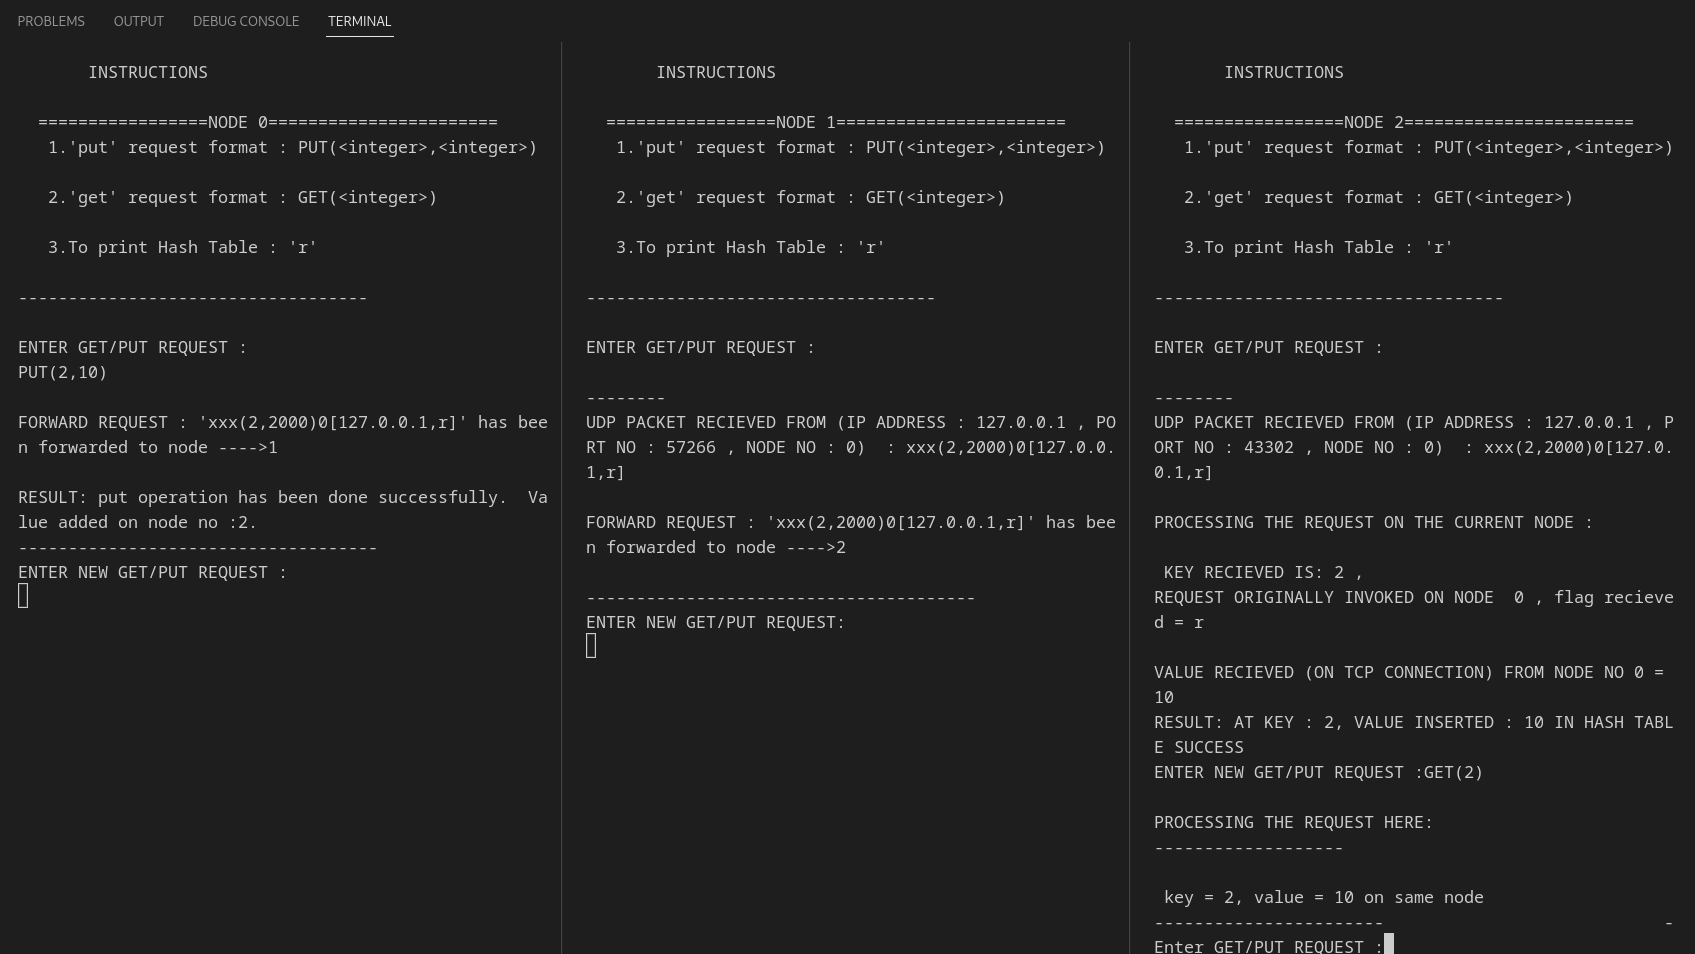 PROBLEMS OUTPUT DEBUG CONSOLE TERMINAL
INSTRUCTIONS
=================NODE 0=======================
1.'put' request format : PUT(<integer>,<integer>)
2.'get' request format : GET(<integer>)
3.To print Hash Table : 'r'
-----------------------------------
ENTER GET/PUT REQUEST :
PUT(2,10)
FORWARD REQUEST : 'xxx(2,2000)0[127.0.0.1,r]' has bee
n forwarded to node ---->1
RESULT: put operation has been done successfully.  Va
lue added on node no :2.
------------------------------------
ENTER NEW GET/PUT REQUEST :
INSTRUCTIONS
=================NODE 1=======================
1.'put' request format : PUT(<integer>,<integer>)
2.'get' request format : GET(<integer>)
3.To print Hash Table : 'r'
-----------------------------------
ENTER GET/PUT REQUEST :
--------
UDP PACKET RECIEVED FROM (IP ADDRESS : 127.0.0.1 , PO
RT NO : 57266 , NODE NO : 0)  : xxx(2,2000)0[127.0.0.
1,r]
FORWARD REQUEST : 'xxx(2,2000)0[127.0.0.1,r]' has bee
n forwarded to node ---->2
---------------------------------------
ENTER NEW GET/PUT REQUEST:
INSTRUCTIONS
=================NODE 2=======================
1.'put' request format : PUT(<integer>,<integer>)
2.'get' request format : GET(<integer>)
3.To print Hash Table : 'r'
-----------------------------------
ENTER GET/PUT REQUEST :
--------
UDP PACKET RECIEVED FROM (IP ADDRESS : 127.0.0.1 , P
ORT NO : 43302 , NODE NO : 0)  : xxx(2,2000)0[127.0.
0.1,r]
PROCESSING THE REQUEST ON THE CURRENT NODE :
KEY RECIEVED IS: 2 ,
REQUEST ORIGINALLY INVOKED ON NODE  0 , flag recieve
d = r
VALUE RECIEVED (ON TCP CONNECTION) FROM NODE NO 0 =
10
RESULT: AT KEY : 2, VALUE INSERTED : 10 IN HASH TABL
E SUCCESS
ENTER NEW GET/PUT REQUEST :GET(2)
PROCESSING THE REQUEST HERE:
-------------------
key = 2, value = 10 on same node
-----------------------                            -
Enter GET/PUT REQUEST :